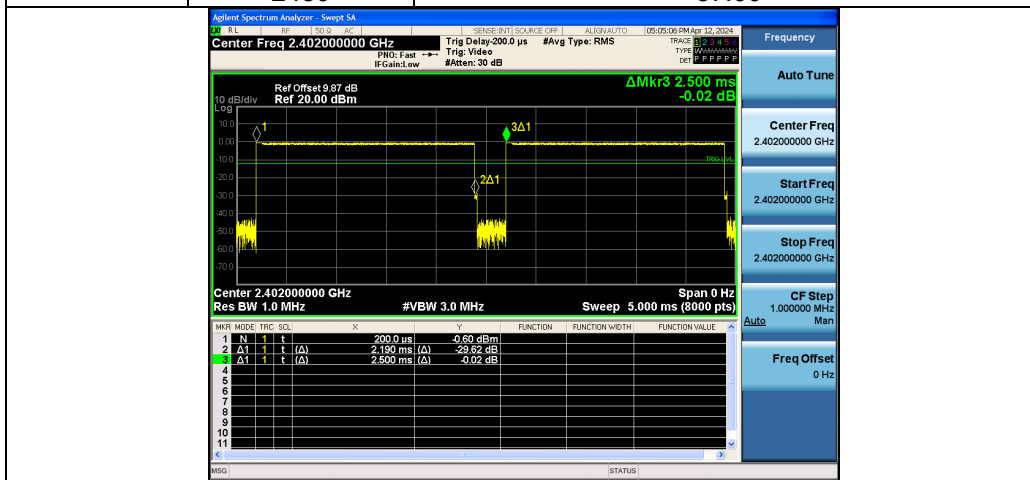 Agilent Spectrum Analyzer - Swept SA
RL RF 50 Ω AC SENSE:INT SOURCE OFF ALIGN AUTO 05:05:06 PM Apr 12, 2024
Center Freq 2.402000000 GHz
PNO: Fast
IFGain:Low
Trig Delay-200.0 µs #Avg Type: RMS
Trig: Video
#Atten: 30 dB
TRACE 1 2 3 4 5 6
TYPE
DET P P P P P P
Frequency
Auto Tune
Center Freq
2.402000000 GHz
Start Freq
2.402000000 GHz
Stop Freq
2.402000000 GHz
CF Step
1.000000 MHz
Auto Man
Freq Offset
0 Hz
ΔMkr3 2.500 ms
-0.02 dB
Ref Offset 9.87 dB
10 dB/div Ref 20.00 dBm
Log
10.0
0.00
-10.0
-20.0
-30.0
-40.0
-50.0
-60.0
-70.0
1
3Δ1
2Δ1
TRIG LVL
Center 2.402000000 GHz Span 0 Hz
Res BW 1.0 MHz #VBW 3.0 MHz Sweep 5.000 ms (8000 pts)
MKR MODE TRC SCL X Y FUNCTION FUNCTION WIDTH FUNCTION VALUE
1 N 1 t 200.0 us -0.60 dBm
2 Δ1 1 t (Δ) 2.190 ms (Δ) -29.62 dB
3 Δ1 1 t (Δ) 2.500 ms (Δ) -0.02 dB
4
5
6
7
8
9
10
11
MSG STATUS